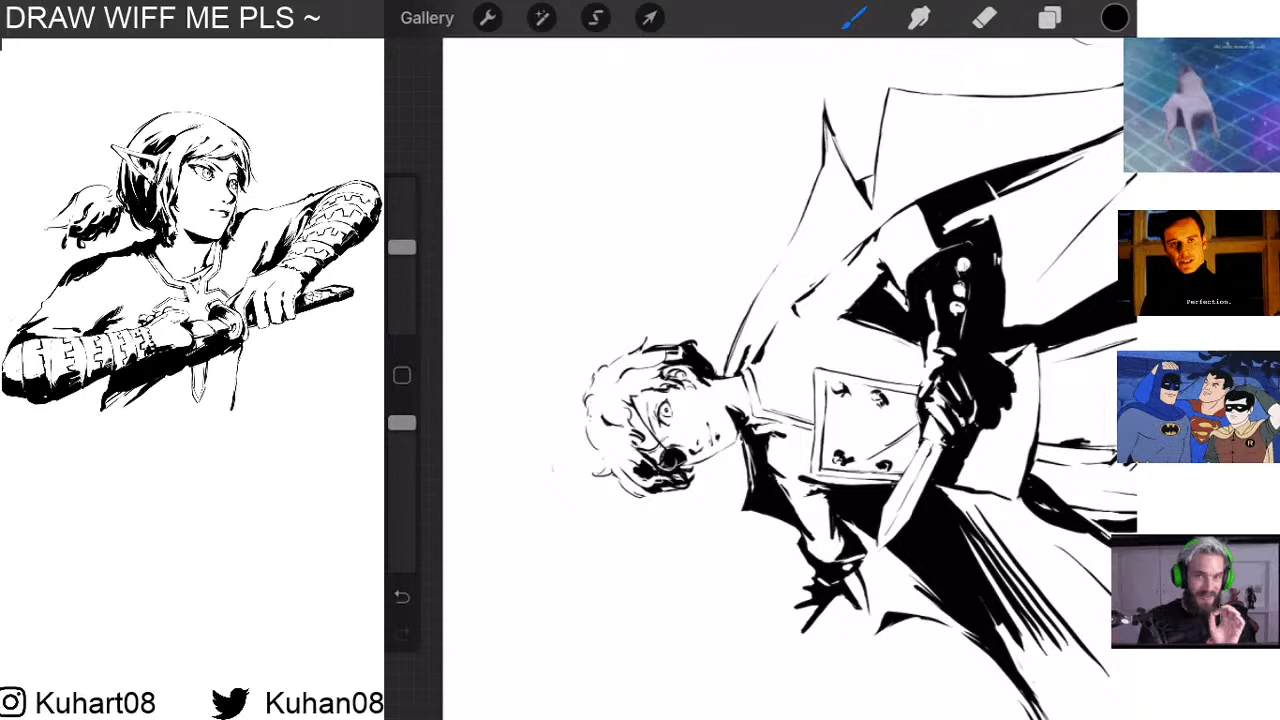 DRAW WIFF ME PLS ~
Gallery
Perfection.
R
Kuhart08
Kuhan08